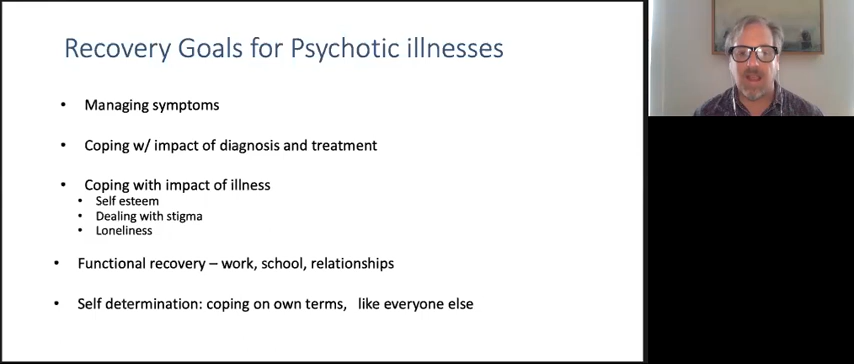 Recovery Goals for Psychotic illnesses
• Managing symptoms
• Coping w/ impact of diagnosis and treatment
• Coping with impact of illness
• Self esteem
• Dealing with stigma
• Loneliness
• Functional recovery – work, school, relationships
• Self determination: coping on own terms, like everyone else